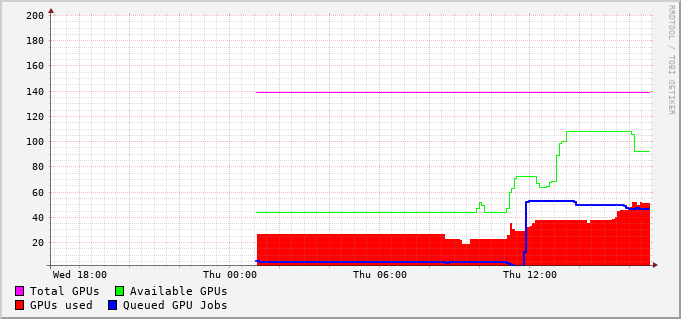 RRDTOOL / TOBI OETIKER
200
180
160
140
120
100
80
60
40
20
Wed 18:00 Thu 00:00 Thu 06:00 Thu 12:00
Total GPUs Available GPUs
GPUs used Queued GPU Jobs